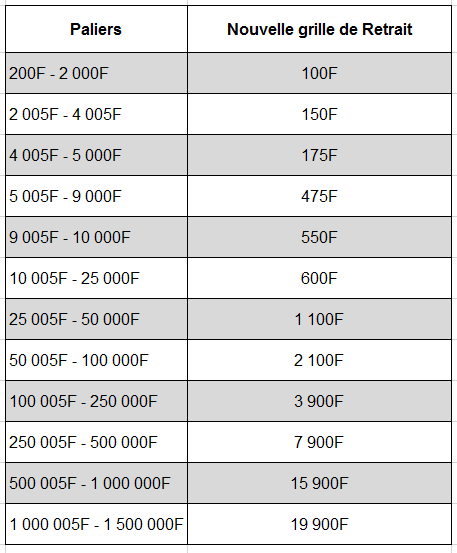 Paliers Nouvelle grille de Retrait
200F - 2 000F 100F
2 005F - 4 005F 150F
4 005F - 5 000F 175F
5 005F - 9 000F 475F
9 005F - 10 000F 550F
10 005F - 25 000F 600F
25 005F - 50 000F 1 100F
50 005F - 100 000F 2 100F
100 005F - 250 000F 3 900F
250 005F - 500 000F 7 900F
500 005F - 1 000 000F 15 900F
1 000 005F - 1 500 000F 19 900F